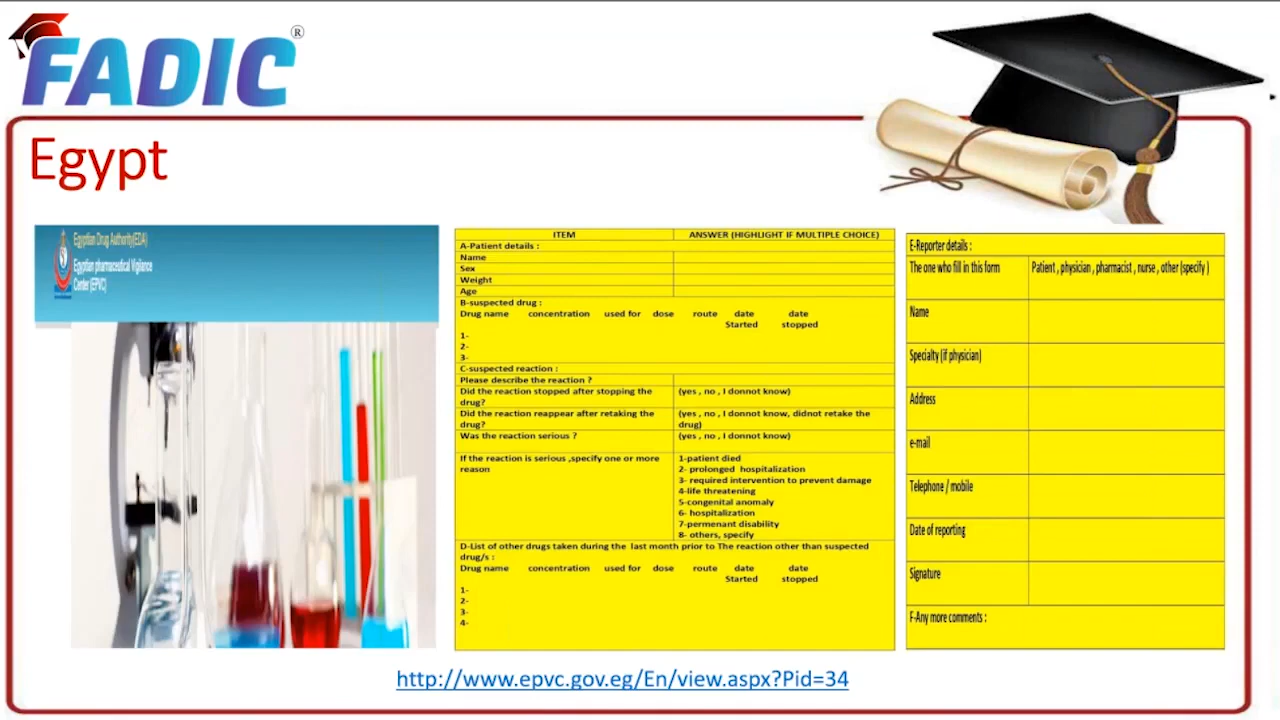 FADIC®
Egypt
Egyptian Drug Authority(EDA)
Egyptian pharmaceutical Vigilance
Center (EPVC)
ITEM ANSWER (HIGHLIGHT IF MULTIPLE CHOICE)
A-Patient details :
Name
Sex
Weight
Age
B-suspected drug :
Drug name concentration used for dose route date date
Started stopped
1-
2-
3-
C-suspected reaction :
Please describe the reaction ?
Did the reaction stopped after stopping the (yes , no , I donnot know)
drug?
Did the reaction reappear after retaking the (yes , no , I donnot know, didnot retake the
drug? drug)
Was the reaction serious ? (yes , no , I donnot know)
If the reaction is serious ,specify one or more 1-patient died
reason 2- prolonged hospitalization
3- required intervention to prevent damage
4-life threatening
5-congenital anomaly
6- hospitalization
7-permenant disability
8- others, specify
D-List of other drugs taken during the last month prior to The reaction other than suspected
drug/s :
Drug name concentration used for dose route date date
Started stopped
1-
2-
3-
4-
E-Reporter details :
The one who fill in this form Patient , physician , pharmacist , nurse , other (specify )
Name
Specialty (if physician)
Address
e-mail
Telephone / mobile
Date of reporting
Signature
F-Any more comments :
http://www.epvc.gov.eg/En/view.aspx?Pid=34